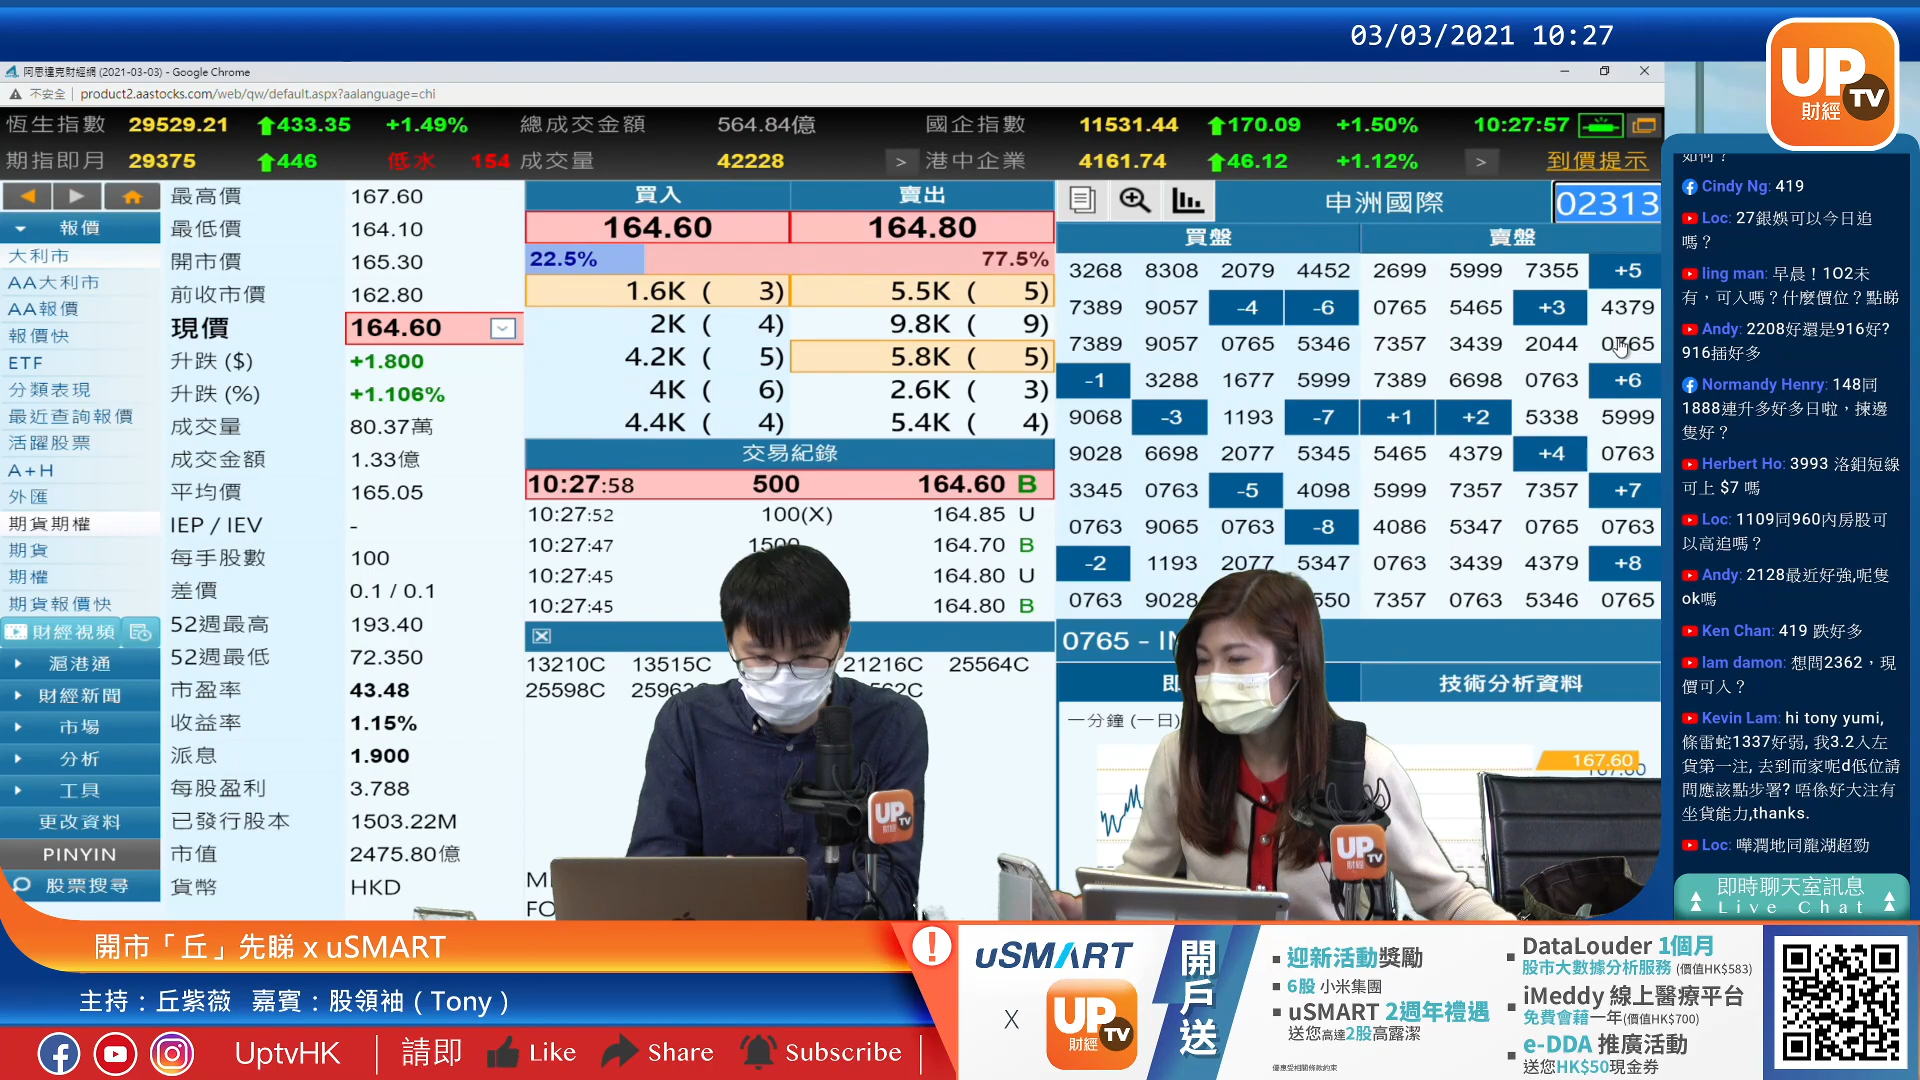 03/03/2021 10:27
UP TV 財經
阿思達克財經網 (2021-03-03) - Google Chrome
不安全 | product2.aastocks.com/web/qw/default.aspx?aalanguage=chi
恆生指數 29529.21 433.35 +1.49% 總成交金額 564.84億 國企指數 11531.44 170.09 +1.50% 10:27:57
期指即月 29375 446 低水 154 成交量 42228 > 港中企業 4161.74 46.12 +1.12% > 到價提示
報價
大利市
AA大利市
AA報價
報價快
ETF
分類表現
最近查詢報價
活躍股票
A+H
外匯
期貨期權
期貨
期權
期貨報價快
財經視頻
滬港通
財經新聞
市場
分析
工具
更改資料
PINYIN
股票搜尋
最高價 167.60
最低價 164.10
開市價 165.30
前收市價 162.80
現價 164.60
升跌 ($) +1.800
升跌 (%) +1.106%
成交量 80.37萬
成交金額 1.33億
平均價 165.05
IEP / IEV -
每手股數 100
差價 0.1 / 0.1
52週最高 193.40
52週最低 72.350
市盈率 43.48
收益率 1.15%
派息 1.900
每股盈利 3.788
已發行股本 1503.22M
市值 2475.80億
貨幣 HKD
買入 賣出
164.60 164.80
22.5% 77.5%
1.6K ( 3) 5.5K ( 5)
2K ( 4) 9.8K ( 9)
4.2K ( 5) 5.8K ( 5)
4K ( 6) 2.6K ( 3)
4.4K ( 4) 5.4K ( 4)
交易紀錄
10:27:58 500 164.60 B
10:27:52 100(X) 164.85 U
10:27:47 1500 164.70 B
10:27:45 164.80 U
10:27:45 164.80 B
13210C 13515C 21216C 25564C
25598C
申洲國際 02313
買盤 賣盤
3268 8308 2079 4452 2699 5999 7355 +5
7389 9057 -4 -6 0765 5465 +3 4379
7389 9057 0765 5346 7357 3439 2044 0765
-1 3288 1677 5999 7389 6698 0763 +6
9068 -3 1193 -7 +1 +2 5338 5999
9028 6698 2077 5345 5465 4379 +4 0763
3345 0763 -5 4098 5999 7357 7357 +7
0763 9065 0763 -8 4086 5347 0765 0763
-2 1193 2077 5347 0763 3439 4379 +8
0763 9028 7357 0763 5346 0765
0765 -
技術分析資料
一分鐘 (一日)
167.60
如何？
Cindy Ng: 419
Loc: 27銀娛可以今日追
嗎？
ling man: 早晨！1O2未
有，可入嗎？什麼價位？點睇
Andy: 2208好還是916好?
916插好多
Normandy Henry: 148同
1888連升多好多日啦，揀邊
隻好？
Herbert Ho: 3993 洛鉬短線
可上 $7 嗎
Loc: 1109同960內房股可
以高追嗎？
Andy: 2128最近好強,呢隻
ok嗎
Ken Chan: 419 跌好多
lam damon: 想問2362，現
價可入？
Kevin Lam: hi tony yumi,
條雷蛇1337好弱, 我3.2入左
貨第一注, 去到而家呢d低位請
問應該點步署? 唔係好大注有
坐貨能力,thanks.
Loc: 嘩潤地同龍湖超勁
即時聊天室訊息
Live Chat
UP TV 財經
UP TV 財經
開市「丘」先睇 x uSMART
主持：丘紫薇 嘉賓：股領袖（Tony）
UptvHK 請即 Like Share Subscribe
uSMART
X UP TV 財經
開戶送
迎新活動獎勵
6股 小米集團
uSMART 2週年禮遇
送您高達2股高露潔
優惠受相關條款約束
DataLouder 1個月
股市大數據分析服務 (價值HK$583)
iMeddy 線上醫療平台
免費會藉一年(價值HK$700)
e-DDA 推廣活動
送您HK$50現金券